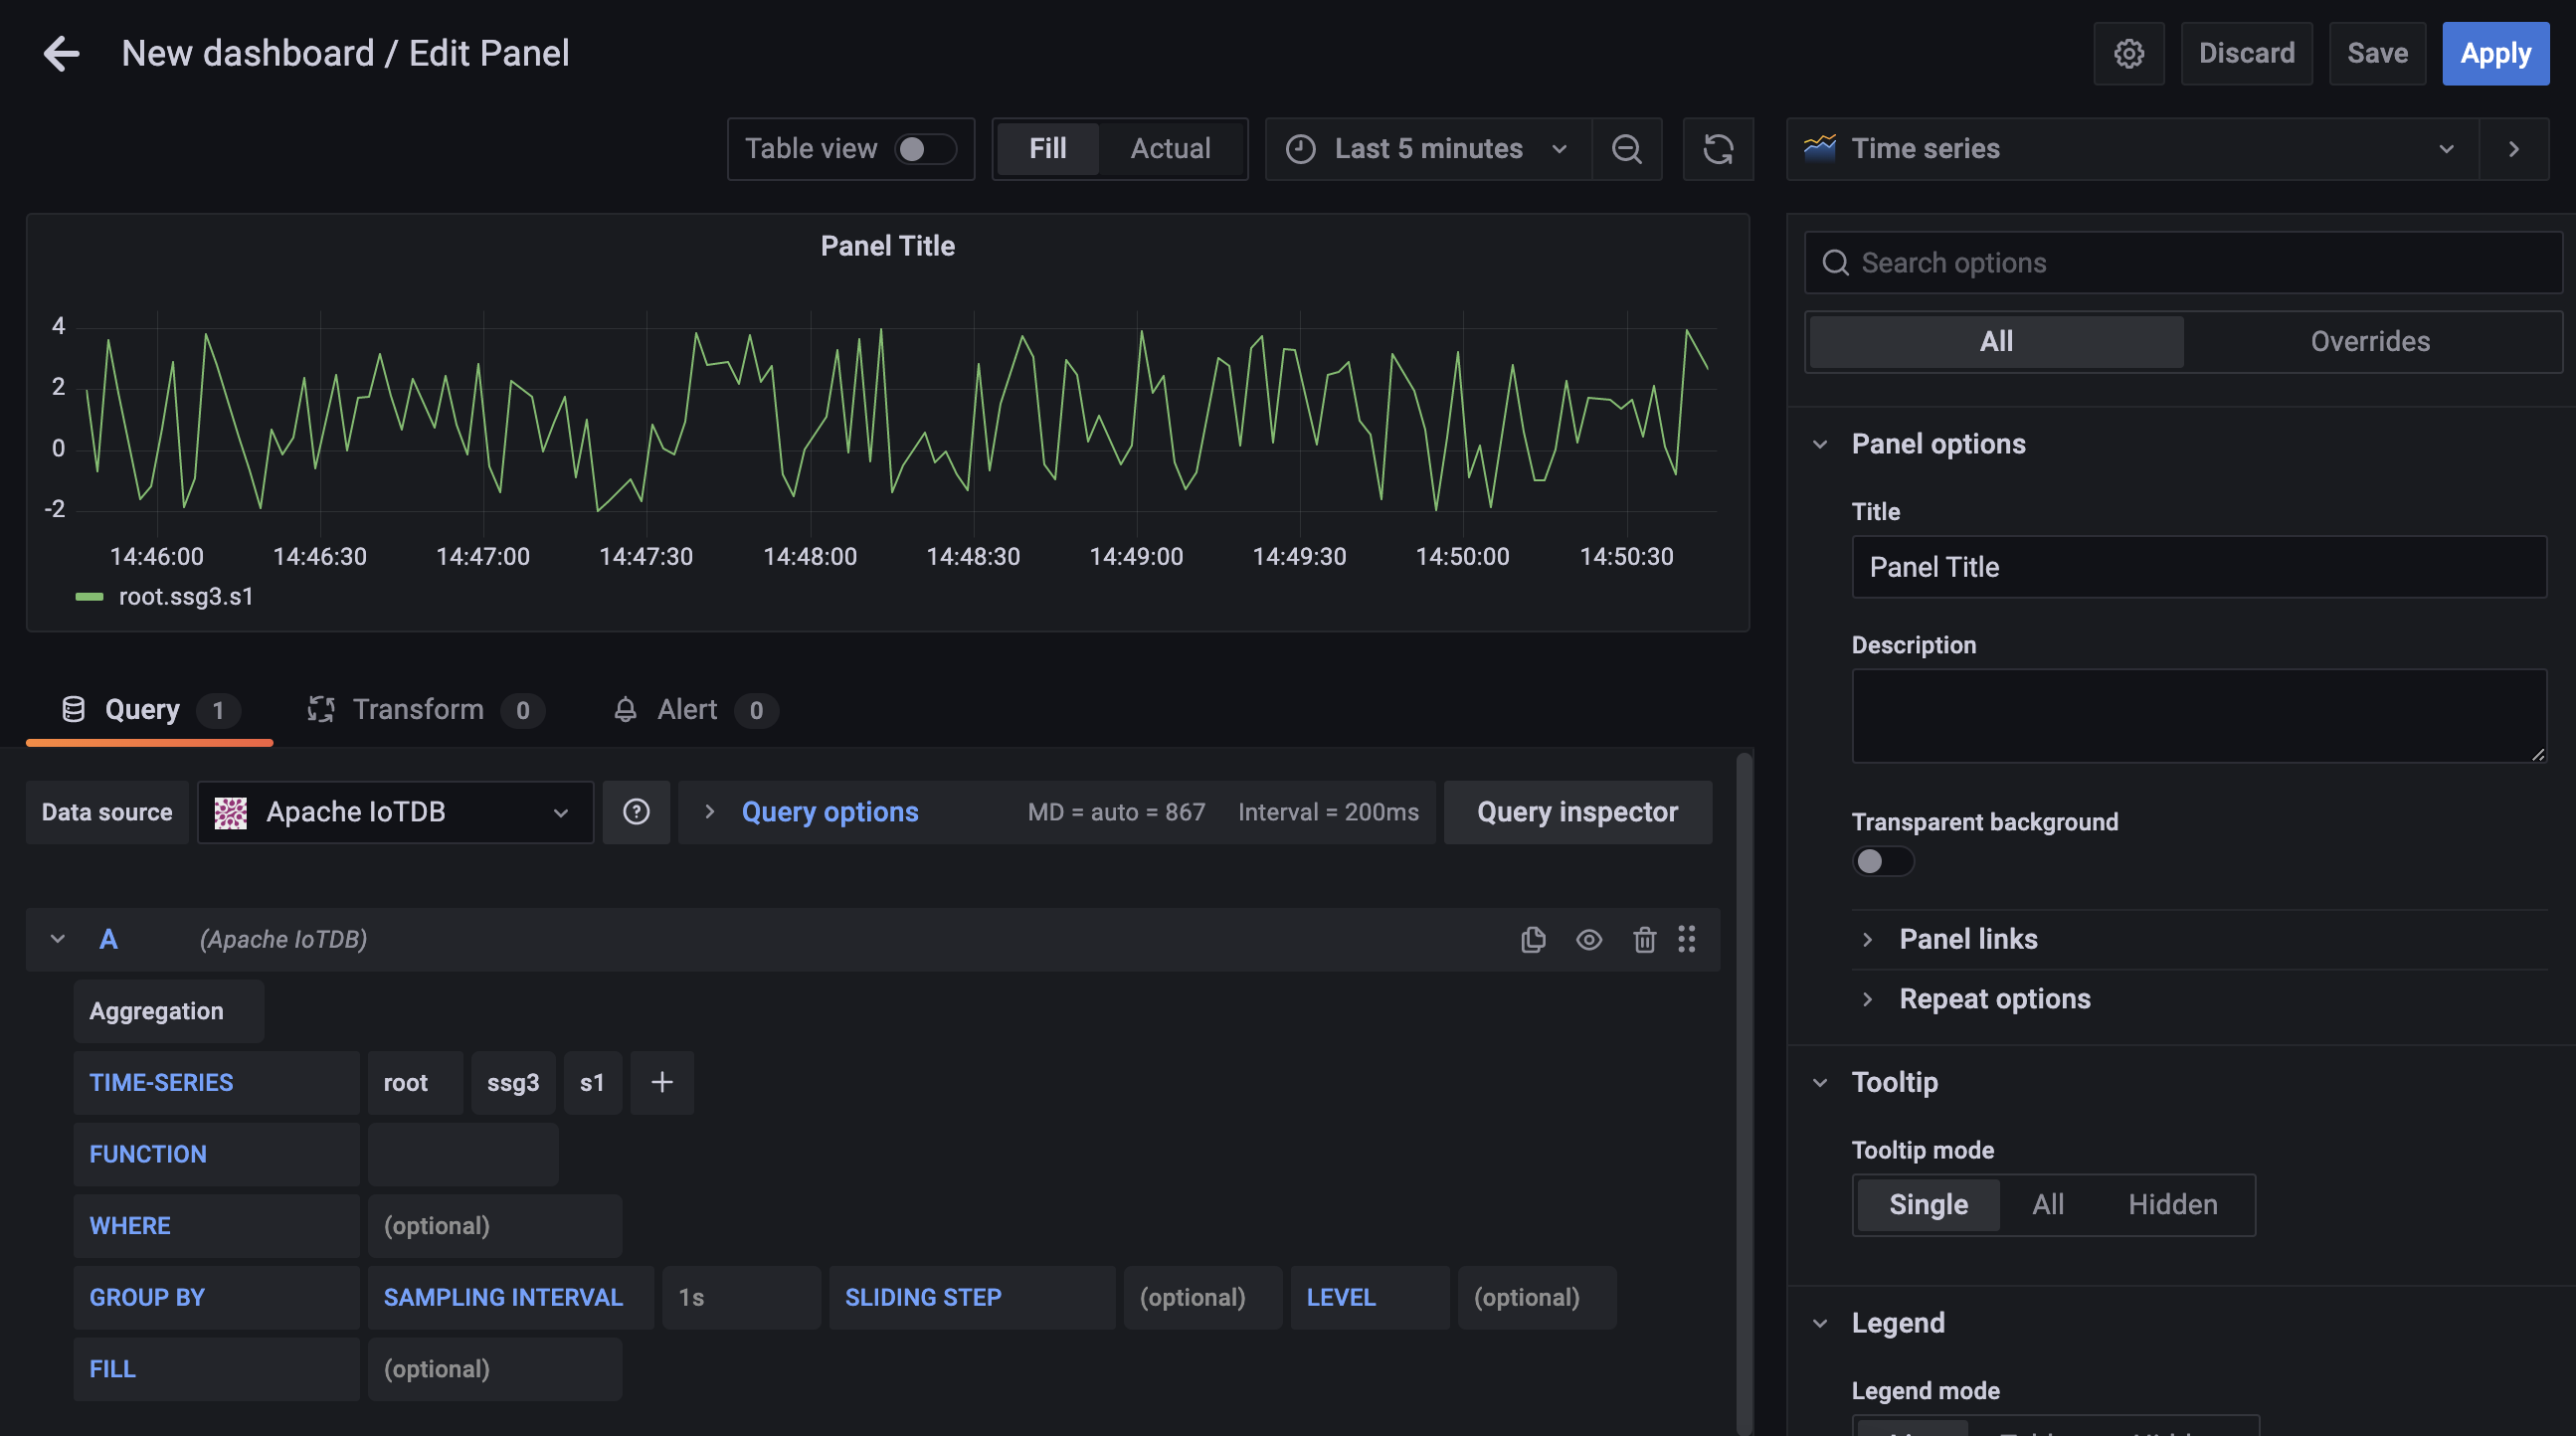 New dashboard / Edit Panel
Discard
Save
Apply
Table view
Fill
Actual
Last 5 minutes
Time series
Panel Title
4
2
0
-2
14:46:00 14:46:30 14:47:00 14:47:30 14:48:00 14:48:30 14:49:00 14:49:30 14:50:00 14:50:30
root.ssg3.s1
Query 1
Transform 0
Alert 0
Data source
Apache IoTDB
Query options
MD = auto = 867
Interval = 200ms
Query inspector
A
(Apache IoTDB)
Aggregation
TIME-SERIES root ssg3 s1
FUNCTION
WHERE (optional)
GROUP BY SAMPLING INTERVAL 1s SLIDING STEP (optional) LEVEL (optional)
FILL (optional)
Search options
All
Overrides
Panel options
Title
Panel Title
Description
Transparent background
Panel links
Repeat options
Tooltip
Tooltip mode
Single All Hidden
Legend
Legend mode